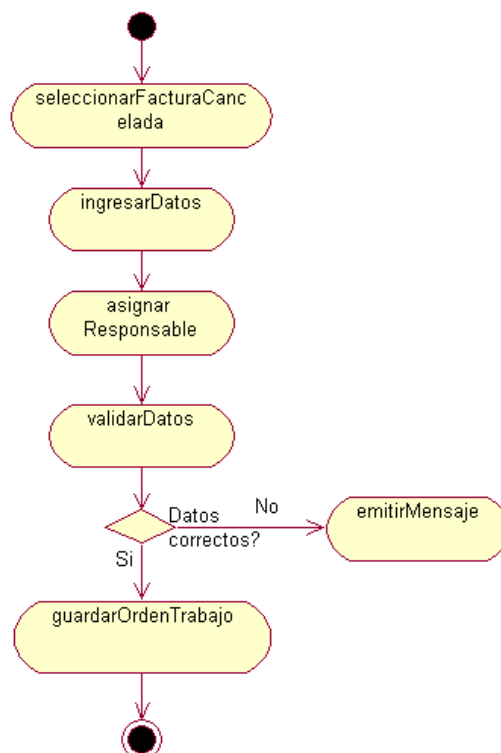 seleccionarFacturaCanc
elada
ingresarDatos
asignar
Responsable
validarDatos
Datos
correctos?
No
emitirMensaje
Si
guardarOrdenTrabajo